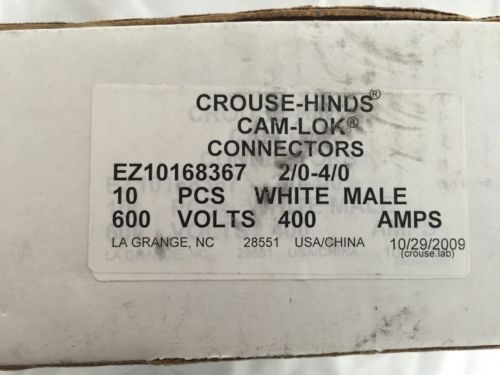 CROUSE-HINDS®
CAM-LOK®
CONNECTORS
EZ10168367 2/0-4/0
10 PCS WHITE MALE
600 VOLTS 400 AMPS
LA GRANGE, NC 28551 USA/CHINA 10/29/2009
(crouse.lab)